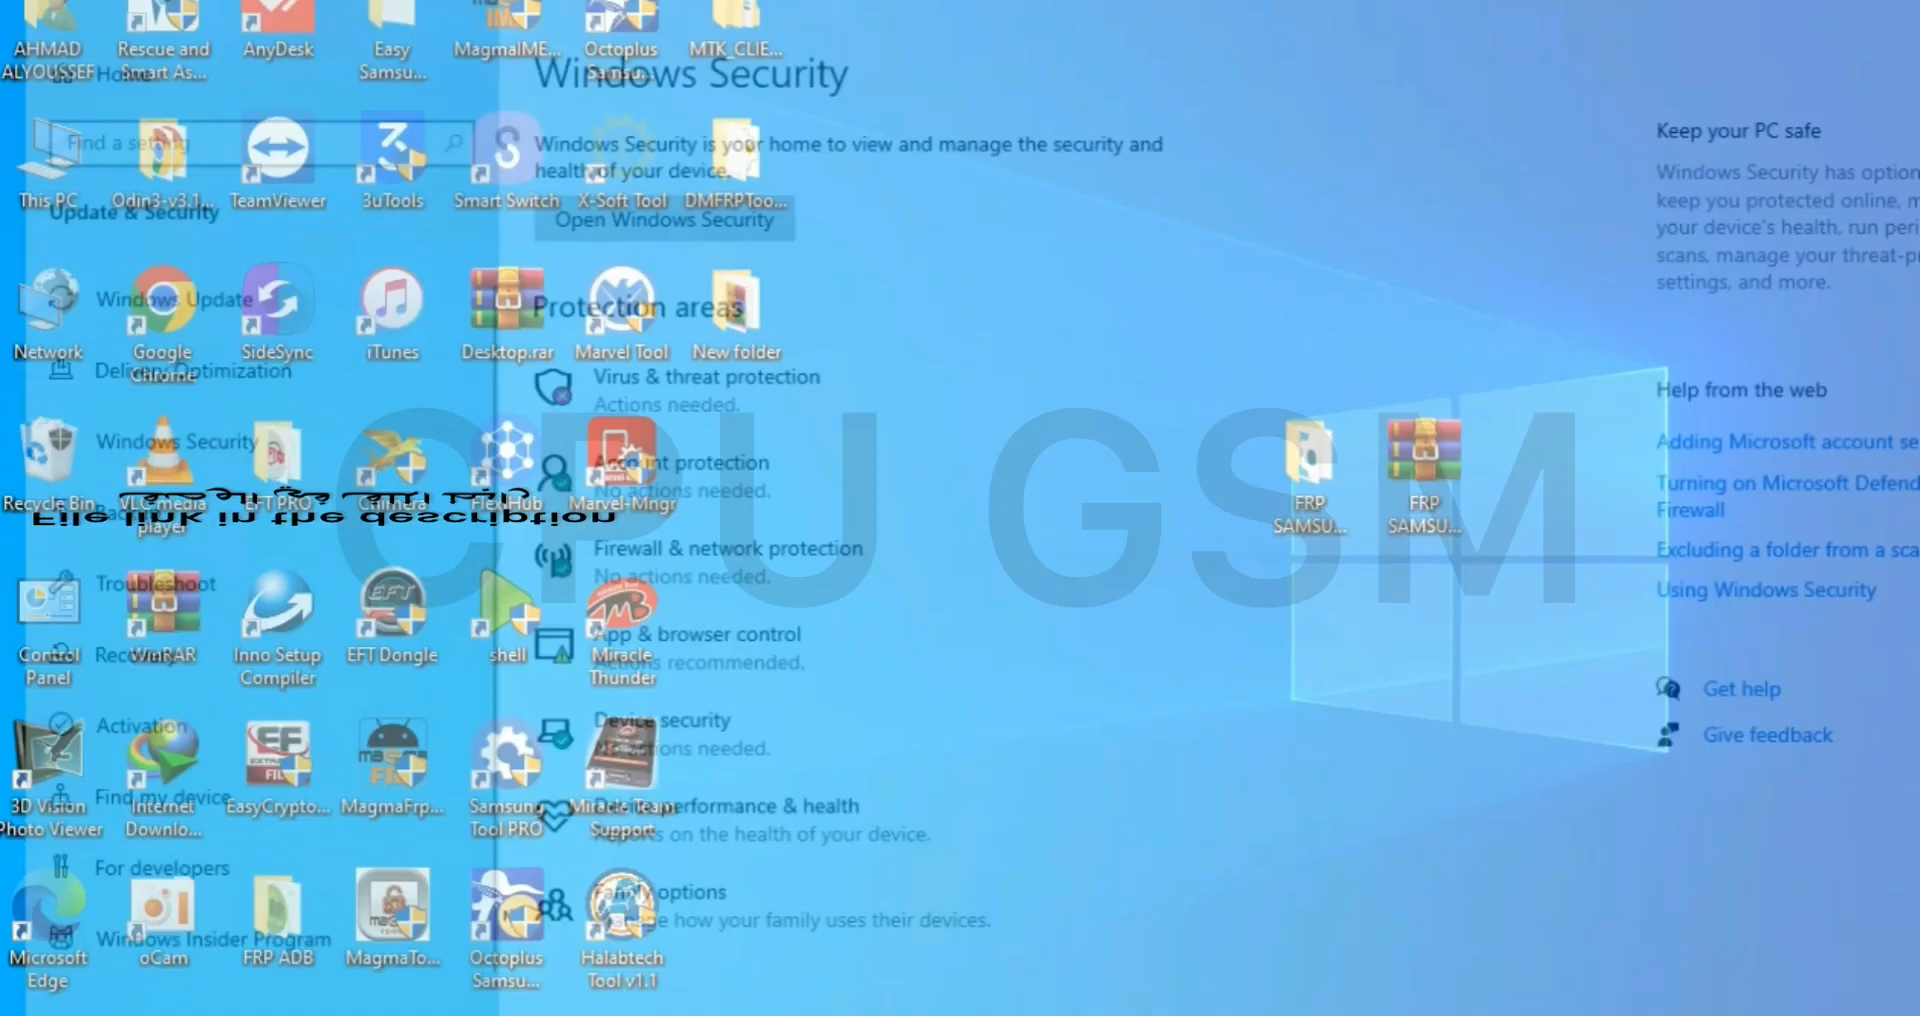 AHMAD ALYOUSSEF
Rescue and Smart As...
AnyDesk
Easy Samsu...
MagmaIME...
Octoplus Samsu...
MTK_CLIE...
Home
Windows Security
Find a setting
Windows Security is your home to view and manage the security and
health of your device.
This PC
Odin3-v3.1...
TeamViewer
3uTools
Smart Switch
X-Soft Tool
DMFRPToo...
Update & Security
Open Windows Security
Keep your PC safe
Windows Security has option
keep you protected online, m
your device's health, run peri
scans, manage your threat-p
settings, and more.
Windows Update
Protection areas
Network
Google Chrome
SideSync
iTunes
Desktop.rar
Marvel Tool
New folder
Delivery Optimization
Virus & threat protection
Actions needed.
Help from the web
Adding Microsoft account se
Turning on Microsoft Defend
Firewall
Excluding a folder from a sca
Using Windows Security
Get help
Give feedback
CPU GSM
Windows Security
Account protection
No actions needed.
Recycle Bin
VLC media player
EFT PRO
Chimera
FlexiHub
Marvel-Mngr
FRP SAMSU...
FRP SAMSU...
File link in the description
Firewall & network protection
No actions needed.
Troubleshoot
App & browser control
Actions recommended.
Control Panel
WinRAR
Inno Setup Compiler
EFT Dongle
shell
Miracle Thunder
Recovery
Device security
No actions needed.
Activation
Find my device
3D Vision Photo Viewer
Internet Downlo...
EasyCrypto...
MagmaFrp...
Samsung Tool PRO
Miracle Team Support
Device performance & health
Reports on the health of your device.
For developers
Family options
Manage how your family uses their devices.
Windows Insider Program
Microsoft Edge
oCam
FRP ADB
MagmaTo...
Octoplus Samsu...
Halabtech Tool v1.1